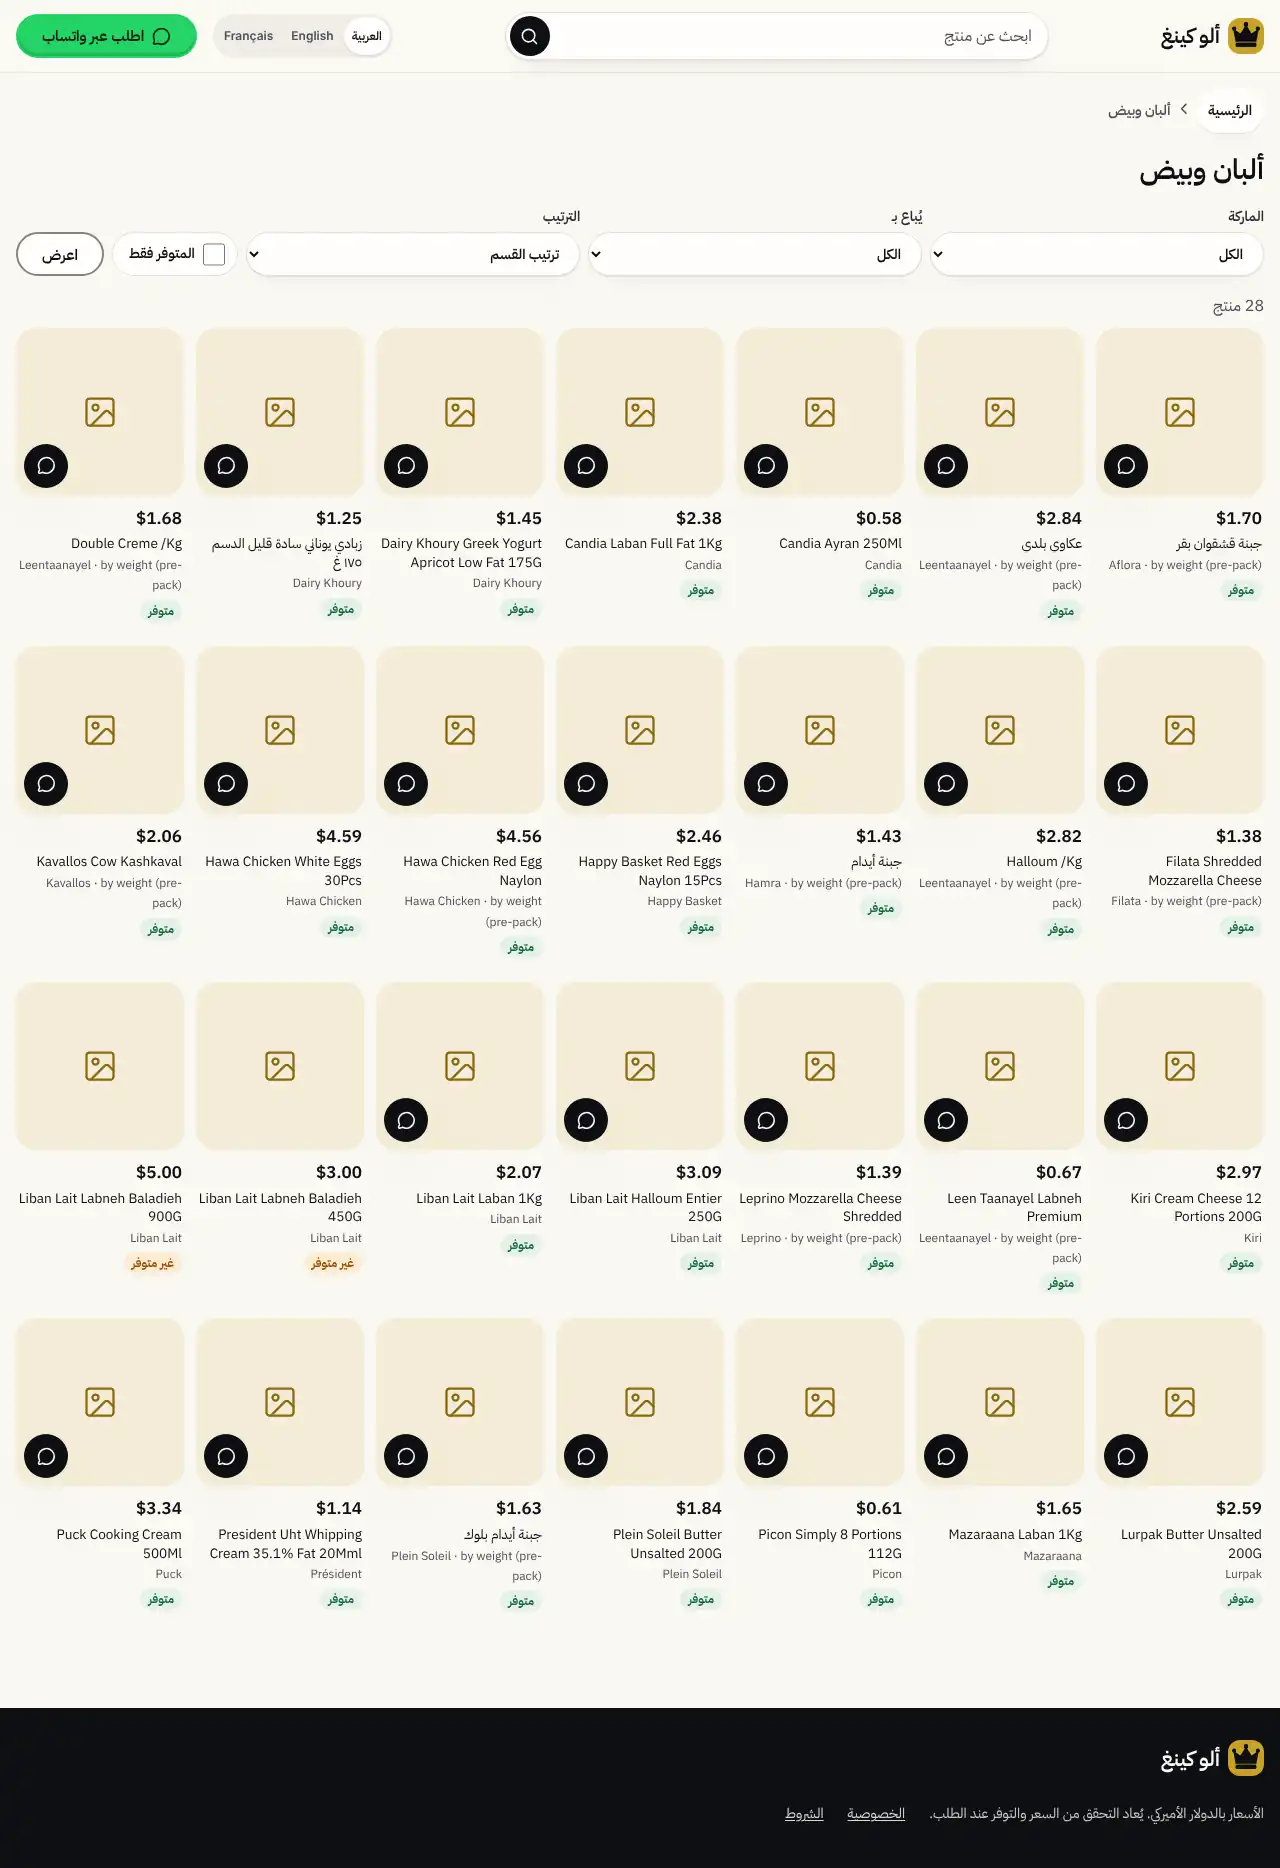 ألو كينغ
ابحث عن منتج
العربية
English
Français
اطلب عبر واتساب
الرئيسية
ألبان وبيض
ألبان وبيض
الماركة
يُباع بـ
الترتيب
الكل
الكل
ترتيب القسم
المتوفر فقط
اعرض
28 منتج
$1.70
جبنة قشقوان بقر
Aflora · by weight (pre-pack)
متوفر
$2.84
عكاوي بلدي
Leentaanayel · by weight (pre-
pack)
متوفر
$0.58
Candia Ayran 250Ml
Candia
متوفر
$2.38
Candia Laban Full Fat 1Kg
Candia
متوفر
$1.45
Dairy Khoury Greek Yogurt
Apricot Low Fat 175G
Dairy Khoury
متوفر
$1.25
زبادي يوناني سادة قليل الدسم
١٧٥ غ
Dairy Khoury
متوفر
$1.68
Double Creme /Kg
Leentaanayel · by weight (pre-
pack)
متوفر
$1.38
Filata Shredded
Mozzarella Cheese
Filata · by weight (pre-pack)
متوفر
$2.82
Halloum /Kg
Leentaanayel · by weight (pre-
pack)
متوفر
$1.43
جبنة أيدام
Hamra · by weight (pre-pack)
متوفر
$2.46
Happy Basket Red Eggs
Naylon 15Pcs
Happy Basket
متوفر
$4.56
Hawa Chicken Red Egg
Naylon
Hawa Chicken · by weight
(pre-pack)
متوفر
$4.59
Hawa Chicken White Eggs
30Pcs
Hawa Chicken
متوفر
$2.06
Kavallos Cow Kashkaval
Kavallos · by weight (pre-
pack)
متوفر
$2.97
Kiri Cream Cheese 12
Portions 200G
Kiri
متوفر
$0.67
Leen Taanayel Labneh
Premium
Leentaanayel · by weight (pre-
pack)
متوفر
$1.39
Leprino Mozzarella Cheese
Shredded
Leprino · by weight (pre-pack)
متوفر
$3.09
Liban Lait Halloum Entier
250G
Liban Lait
متوفر
$2.07
Liban Lait Laban 1Kg
Liban Lait
متوفر
$3.00
Liban Lait Labneh Baladieh
450G
Liban Lait
غير متوفر
$5.00
Liban Lait Labneh Baladieh
900G
Liban Lait
غير متوفر
$2.59
Lurpak Butter Unsalted
200G
Lurpak
متوفر
$1.65
Mazaraana Laban 1Kg
Mazaraana
متوفر
$0.61
Picon Simply 8 Portions
112G
Picon
متوفر
$1.84
Plein Soleil Butter
Unsalted 200G
Plein Soleil
متوفر
$1.63
جبنة أيدام بلوك
Plein Soleil · by weight (pre-
pack)
متوفر
$1.14
President Uht Whipping
Cream 35.1% Fat 20Mml
Président
متوفر
$3.34
Puck Cooking Cream
500Ml
Puck
متوفر
ألو كينغ
الأسعار بالدولار الأميركي. يُعاد التحقق من السعر والتوفر عند الطلب.
الخصوصية
الشروط